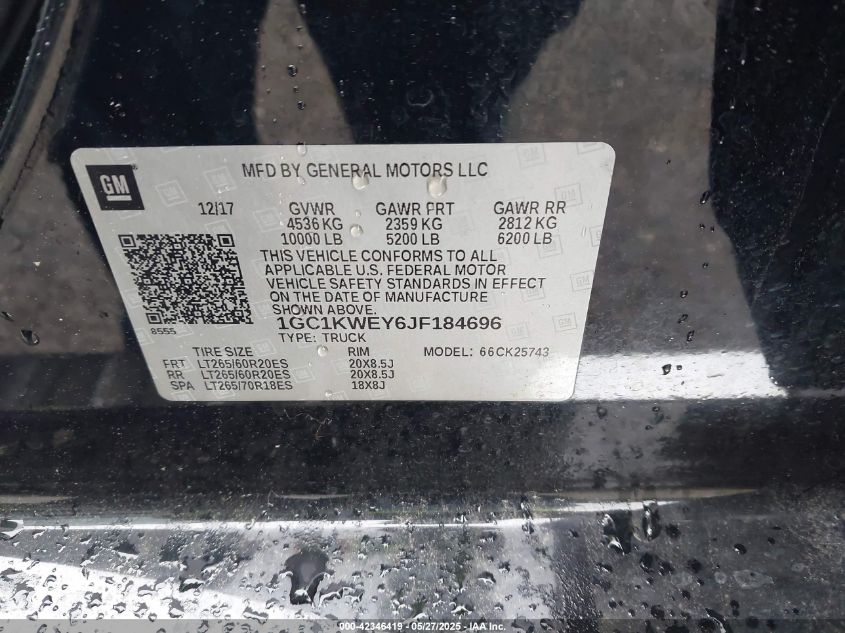 GM
MFD BY GENERAL MOTORS LLC
12/17 GVWR GAWR FRT GAWR RR
4536 KG 2359 KG 2812 KG
10000 LB 5200 LB 6200 LB
THIS VEHICLE CONFORMS TO ALL
APPLICABLE U.S. FEDERAL MOTOR
VEHICLE SAFETY STANDARDS IN EFFECT
ON THE DATE OF MANUFACTURE
SHOWN ABOVE.
8555
1GC1KWEY6JF184696
TYPE: TRUCK
TIRE SIZE RIM MODEL: 66CK25743
FRT LT265/60R20ES 20X8.5J
RR LT265/60R20ES 20X8.5J
SPA LT265/70R18ES 18X8J
000-42346419 - 05/27/2025 - IAA Inc.